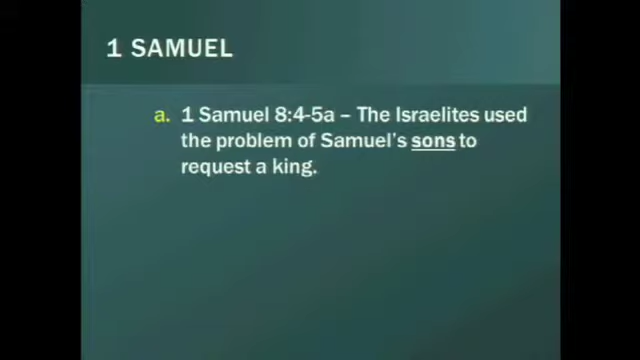 1 SAMUEL
a. 1 Samuel 8:4-5a – The Israelites used
the problem of Samuel's sons to
request a king.